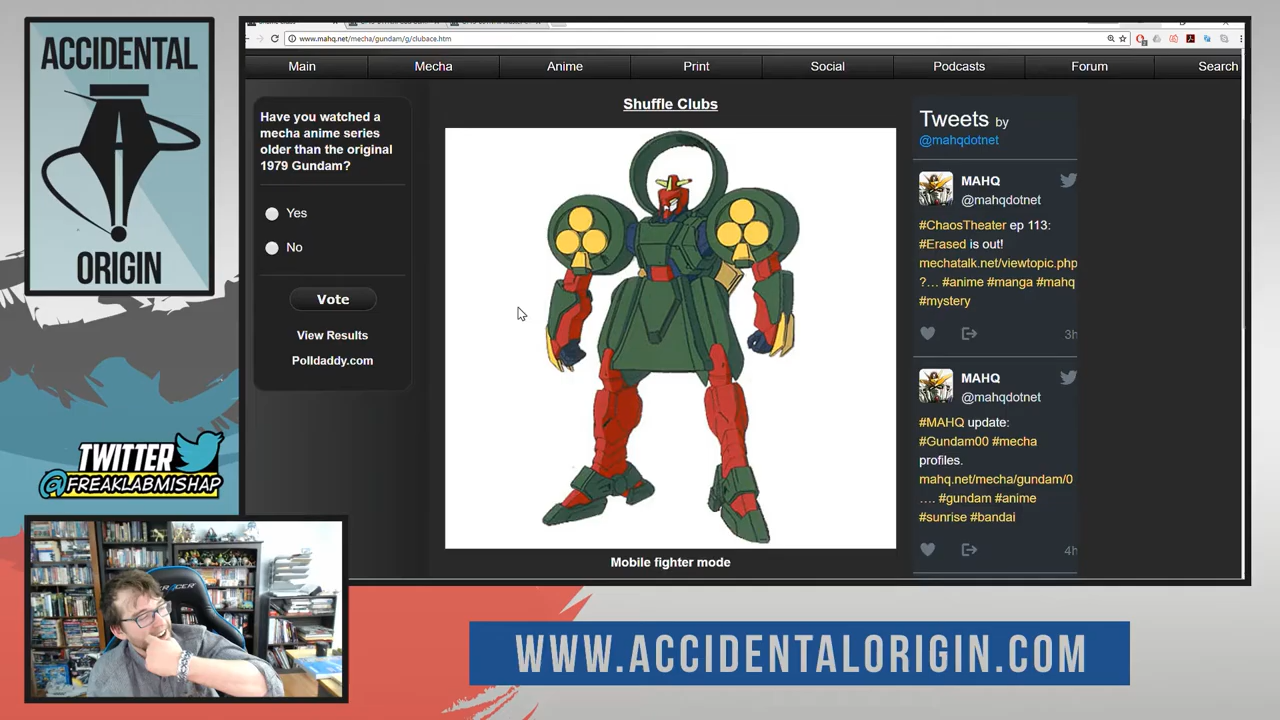 ACCIDENTAL
ORIGIN
TWITTER
@FREAKLABMISHAP
www.mahq.net/mecha/gundam/g/clubace.htm
Main
Mecha
Anime
Print
Social
Podcasts
Forum
Search
Have you watched a
mecha anime series
older than the original
1979 Gundam?
Yes
No
Vote
View Results
Polldaddy.com
Shuffle Clubs
Mobile fighter mode
Tweets by
@mahqdotnet
MAHQ
@mahqdotnet
#ChaosTheater ep 113:
#Erased is out!
mechatalk.net/viewtopic.php
?… #anime #manga #mahq
#mystery
3h
MAHQ
@mahqdotnet
#MAHQ update:
#Gundam00 #mecha
profiles.
mahq.net/mecha/gundam/0
…. #gundam #anime
#sunrise #bandai
4h
WWW.ACCIDENTALORIGIN.COM